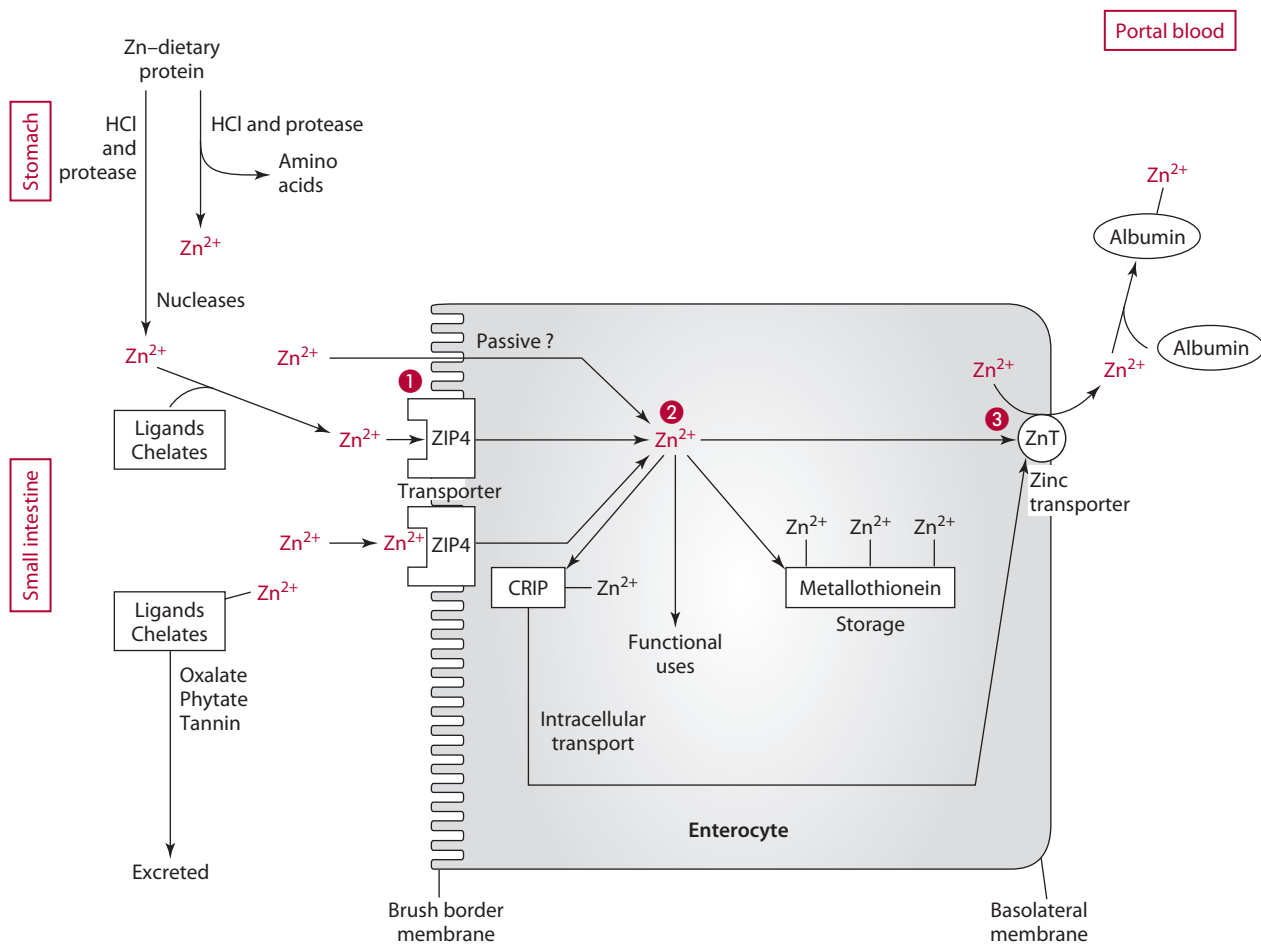 Portal blood
Zn–dietary
protein
Stomach
HCl
and
protease
HCl and protease
Amino
acids
Zn2+
Nucleases
Zn2+
Zn2+
Passive ?
Zn2+
Albumin
Zn2+
Albumin
Zn2+
1
2
3
Ligands
Chelates
Zn2+
ZIP4
Zn2+
ZnT
Transporter
Zinc
transporter
Small intestine
Zn2+
Zn2+
ZIP4
Zn2+
Zn2+
Zn2+
Zn2+
Ligands
Chelates
CRIP
Zn2+
Metallothionein
Storage
Functional
uses
Oxalate
Phytate
Tannin
Intracellular
transport
Enterocyte
Excreted
Brush border
membrane
Basolateral
membrane